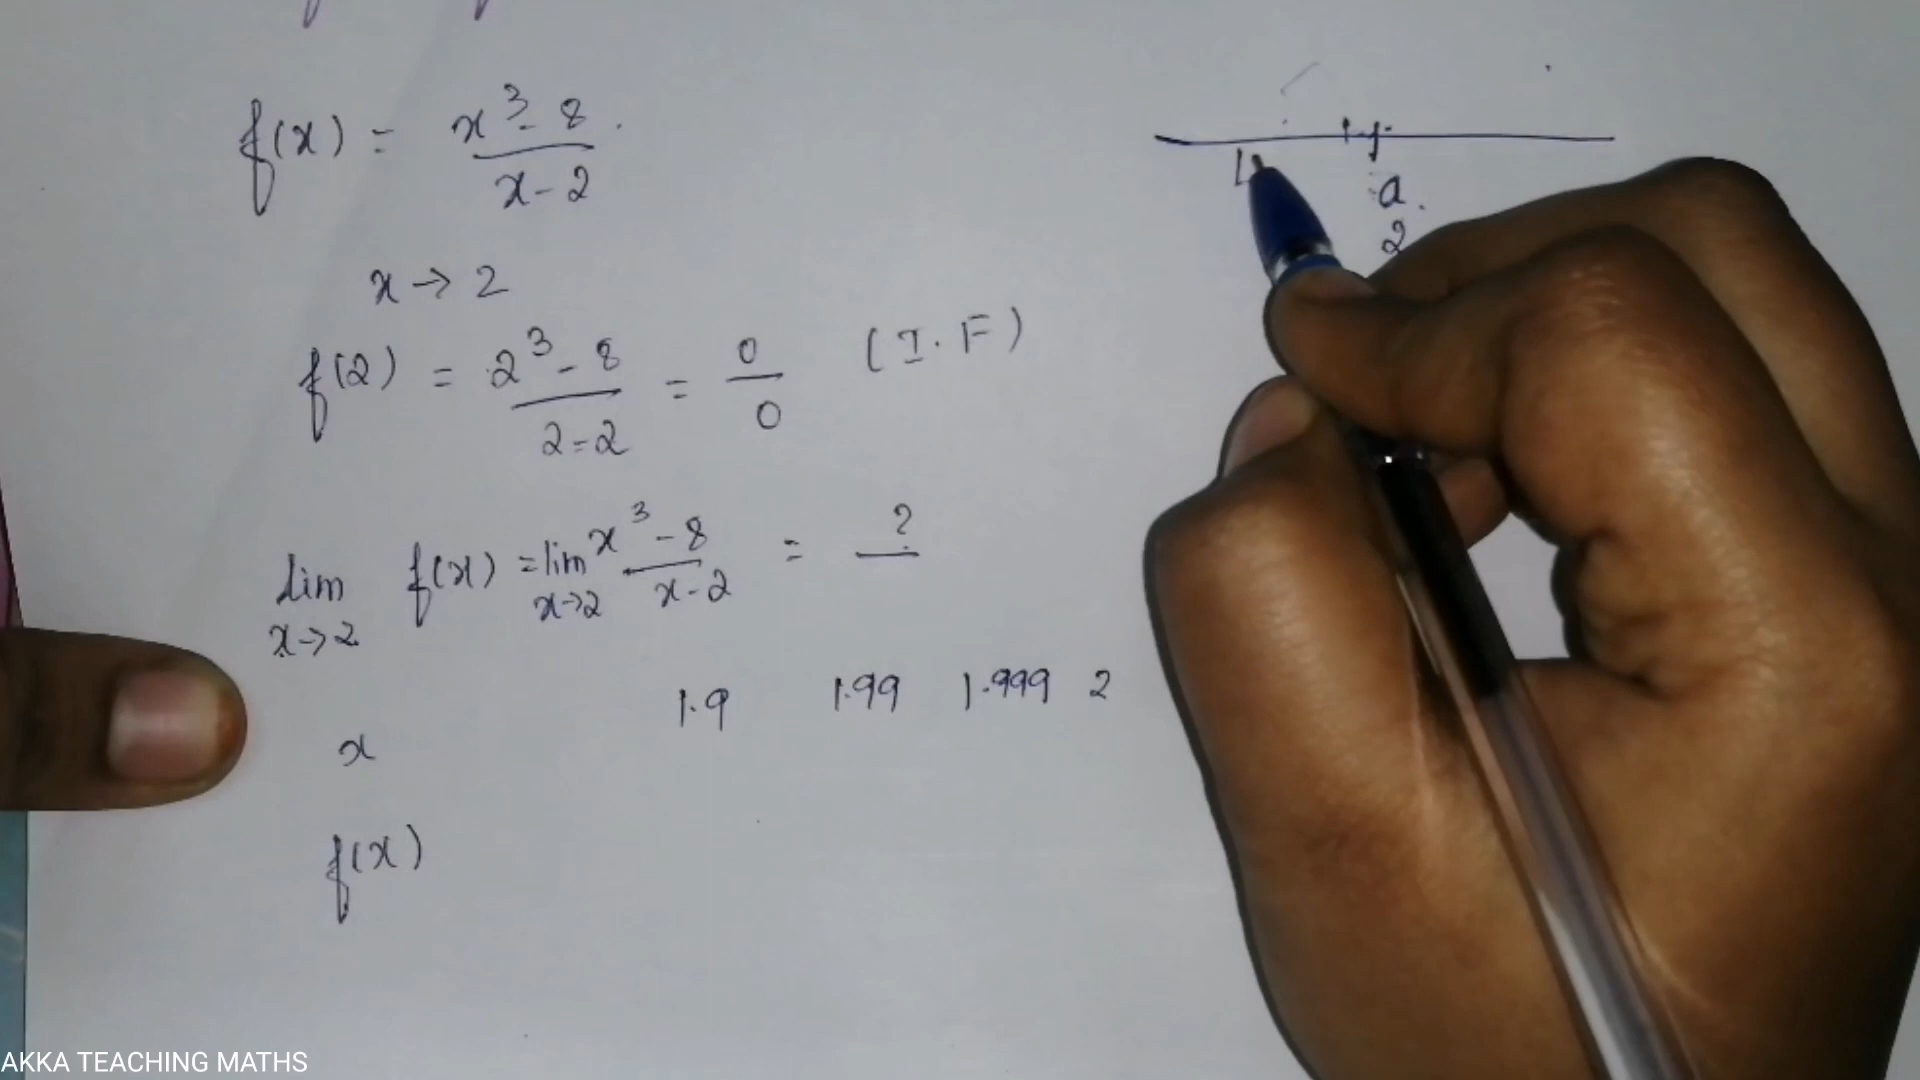 f(x) = x³ - 8 / x - 2
a.
2
x → 2
f(2) = 2³ - 8 / 2 - 2 = 0 / 0 (I.F)
lim x→2 f(x) = lim x→2 x³ - 8 / x - 2 = ?
x 1.9 1.99 1.999 2
f(x)
AKKA TEACHING MATHS